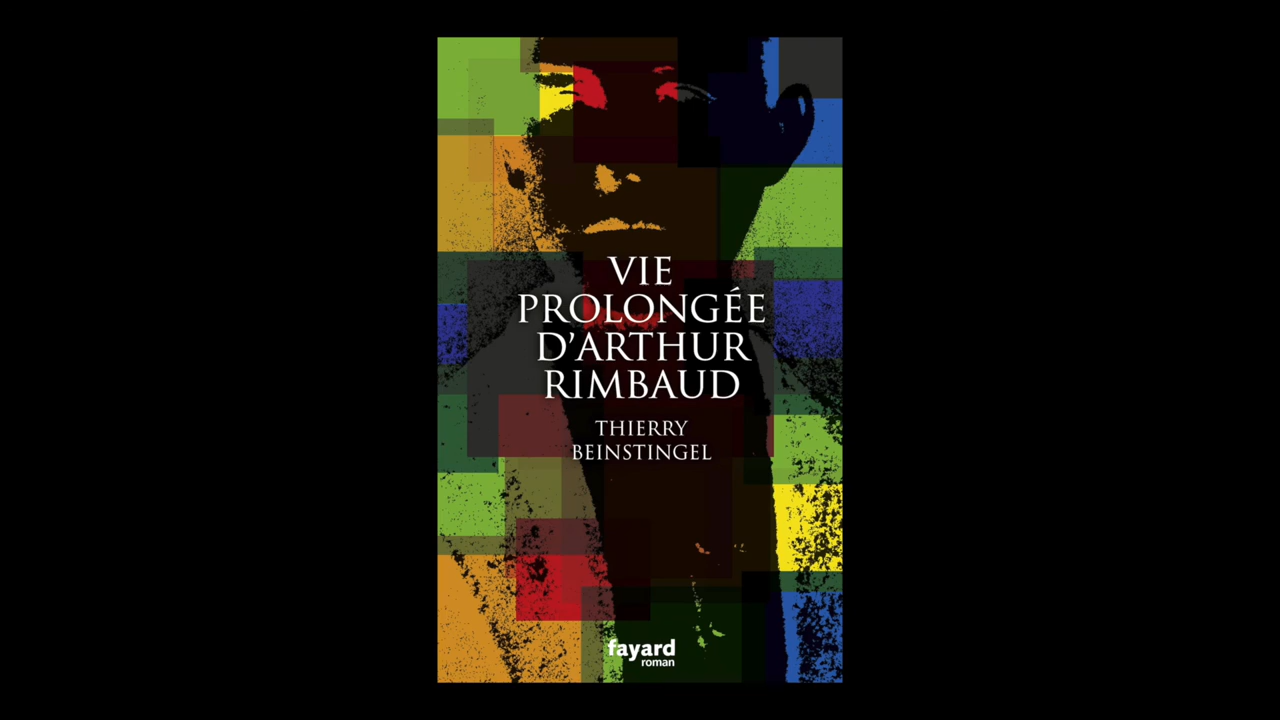 VIE
PROLONGÉE
D’ARTHUR
RIMBAUD
THIERRY
BEINSTINGEL
fayard
roman